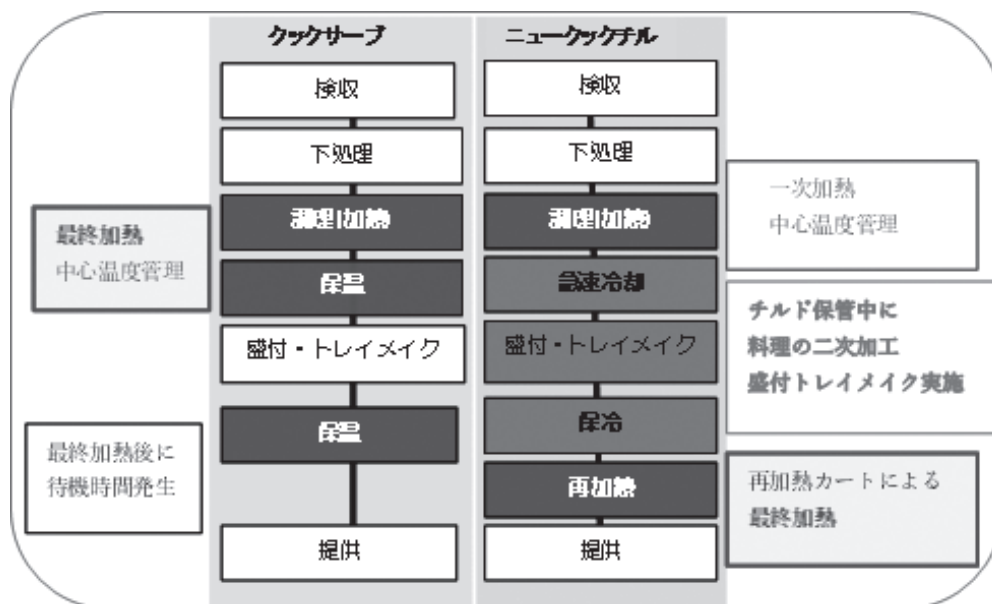 クックサーブ
検収
下処理
調理(加熱)
保温
盛付・トレイメイク
保温
提供
ニュークックチル
検収
下処理
調理(加熱)
急速冷却
盛付・トレイメイク
保冷
再加熱
提供
最終加熱
中心温度管理
最終加熱後に
待機時間発生
一次加熱
中心温度管理
チルド保管中に
料理の二次加工
盛付トレイメイク実施
再加熱カートによる
最終加熱